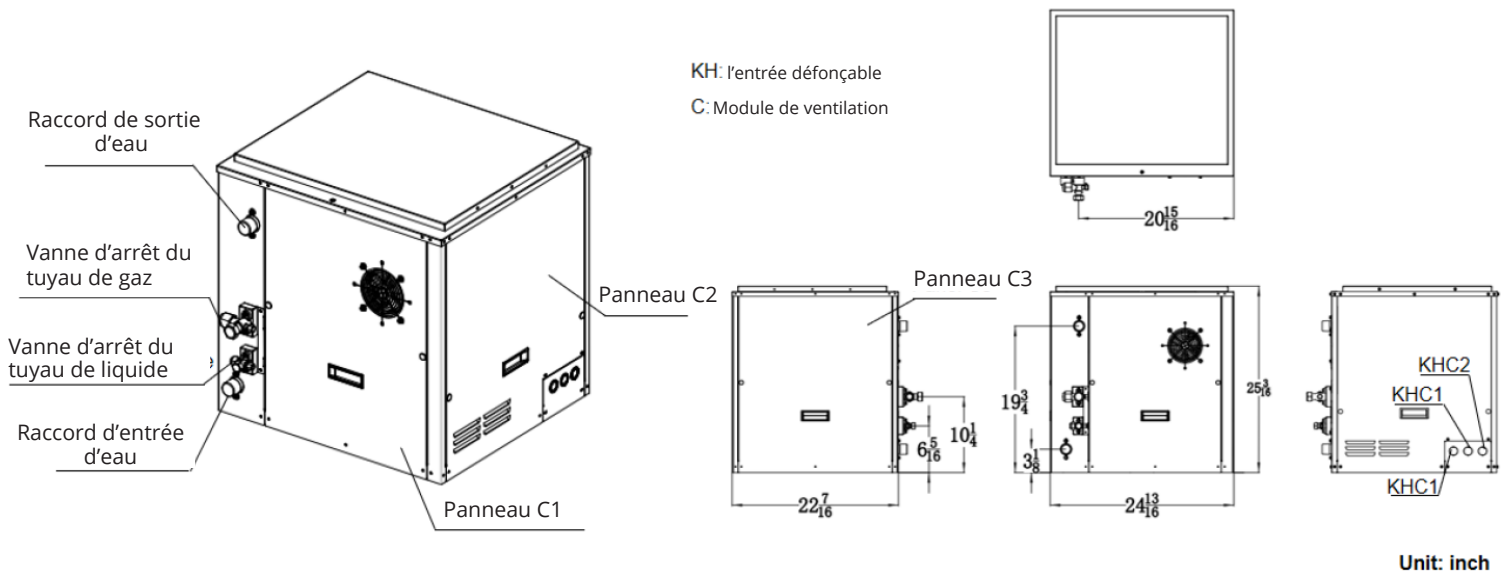 Raccord de sortie
d’eau
Vanne d’arrêt du
tuyau de gaz
Vanne d’arrêt du
tuyau de liquide
Raccord d’entrée
d’eau
Panneau C1
Panneau C2
KH: l’entrée défonçable
C: Module de ventilation
20 15/16
Panneau C3
10 1/4
6 5/16
22 7/16
19 3/4
3 1/8
25 3/16
24 13/16
KHC2
KHC1
KHC1
Unit: inch